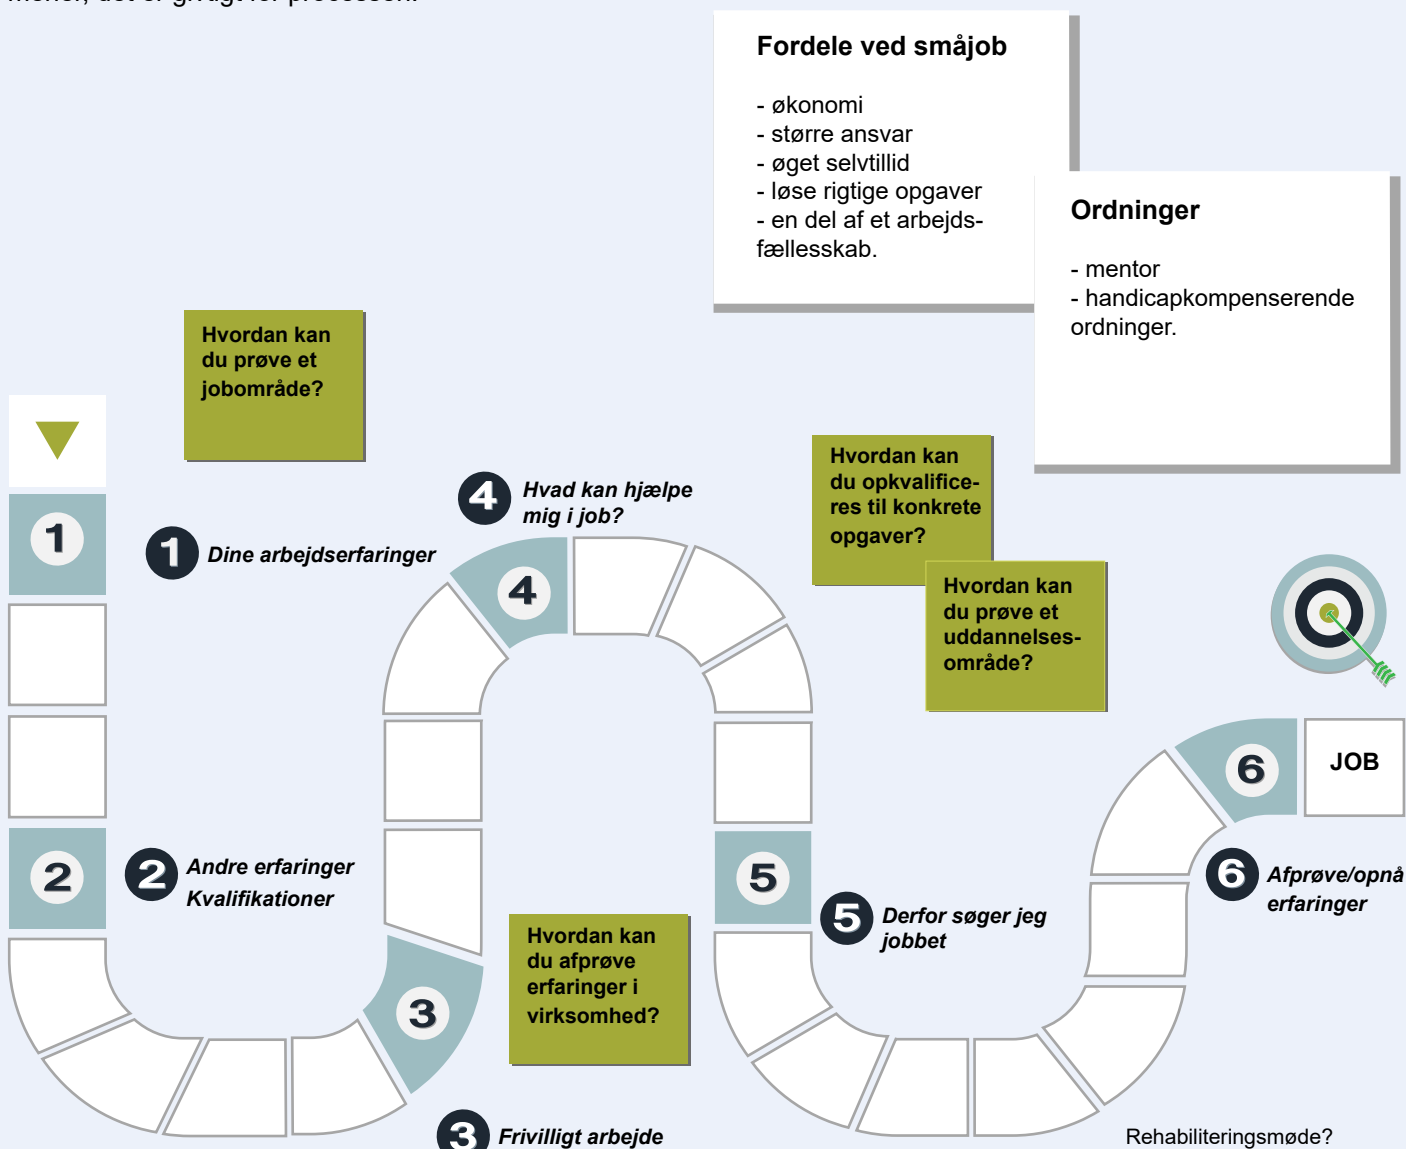 Fordele ved småjob
- økonomi
- større ansvar
- øget selvtillid
- løse rigtige opgaver
- en del af et arbejds-
fællesskab.
Ordninger
- mentor
- handicapkompenserende
ordninger.
Hvordan kan
du prøve et
jobområde?
4
Hvad kan hjælpe
mig i job?
Hvordan kan
du opkvalifice-
res til konkrete
opgaver?
1
1
Dine arbejdserfaringer
4
Hvordan kan
du prøve et
uddannelses-
område?
6
JOB
2
2
Andre erfaringer
Kvalifikationer
5
5
Derfor søger jeg
jobbet
6
Afprøve/opnå
erfaringer
Hvordan kan
du afprøve
erfaringer i
virksomhed?
3
3
Frivilligt arbejde
Rehabiliteringsmøde?